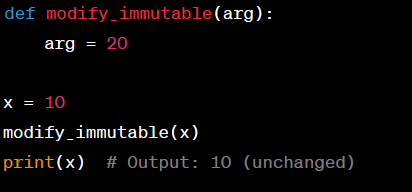 def modify_immutable(arg):
    arg = 20
x = 10
modify_immutable(x)
print(x)  # Output: 10 (unchanged)